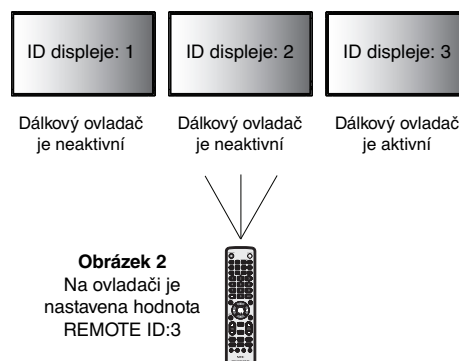 ID displeje: 1
ID displeje: 2
ID displeje: 3
Dálkový ovladač
je neaktivní
Dálkový ovladač
je neaktivní
Dálkový ovladač
je aktivní
Obrázek 2
Na ovladači je
nastavena hodnota
REMOTE ID:3